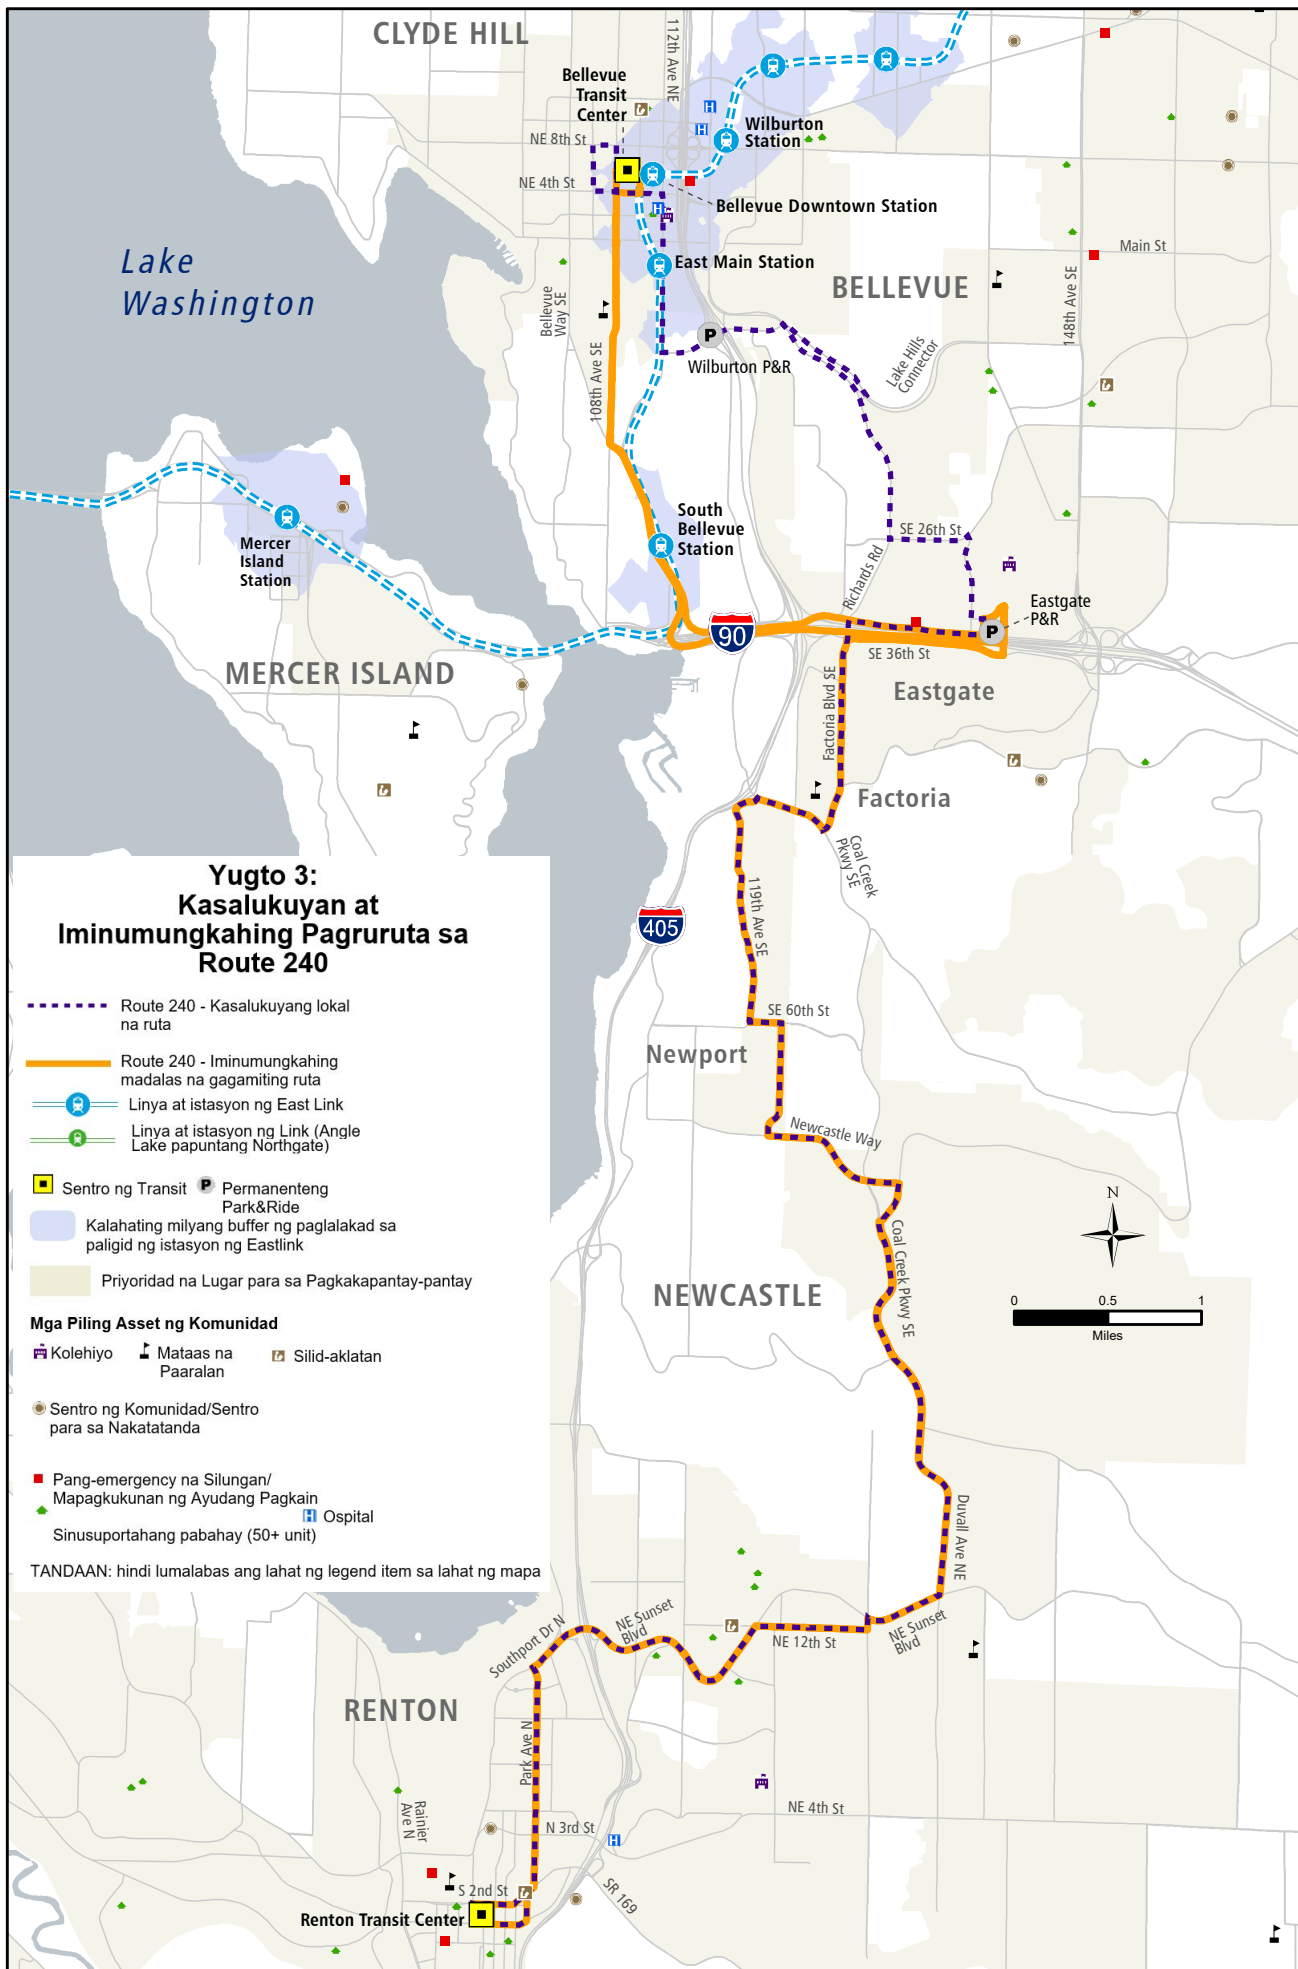 CLYDE HILL
112th Ave NE
Bellevue
Transit
Center
Wilburton
Station
NE 8th St
NE 4th St
Bellevue Downtown Station
Main St
Lake
Washington
East Main Station
BELLEVUE
Bellevue
Way SE
148th Ave SE
Lake Hills
Connector
Wilburton P&R
108th Ave SE
South
Bellevue
Station
SE 26th St
Mercer
Island
Station
Richards Rd
Eastgate
P&R
90
SE 36th St
MERCER ISLAND
Eastgate
Factoria Blvd SE
Factoria
Coal Creek
Pkwy SE
119th Ave SE
405
SE 60th St
Newport
Newcastle Way
N
Coal Creek Pkwy SE
NEWCASTLE
0 0.5 1
Miles
Duvall Ave NE
NE Sunset
Blvd
NE 12th St
NE Sunset
Blvd
Southport Dr N
RENTON
Park Ave N
NE 4th St
Rainier
Ave N
N 3rd St
S 2nd St
SR 169
Renton Transit Center
Yugto 3:
Kasalukuyan at
Iminumungkahing Pagruruta sa
Route 240
Route 240 - Kasalukuyang lokal
na ruta
Route 240 - Iminumungkahing
madalas na gagamiting ruta
Linya at istasyon ng East Link
Linya at istasyon ng Link (Angle
Lake papuntang Northgate)
Sentro ng Transit
P Permanenteng
Park&Ride
Kalahating milyang buffer ng paglalakad sa
paligid ng istasyon ng Eastlink
Priyoridad na Lugar para sa Pagkakapantay-pantay
Mga Piling Asset ng Komunidad
Kolehiyo
Mataas na
Paaralan
Silid-aklatan
Sentro ng Komunidad/Sentro
para sa Nakatatanda
Pang-emergency na Silungan/
Mapagkukunan ng Ayudang Pagkain
H Ospital
Sinusuportahang pabahay (50+ unit)
TANDAAN: hindi lumalabas ang lahat ng legend item sa lahat ng mapa